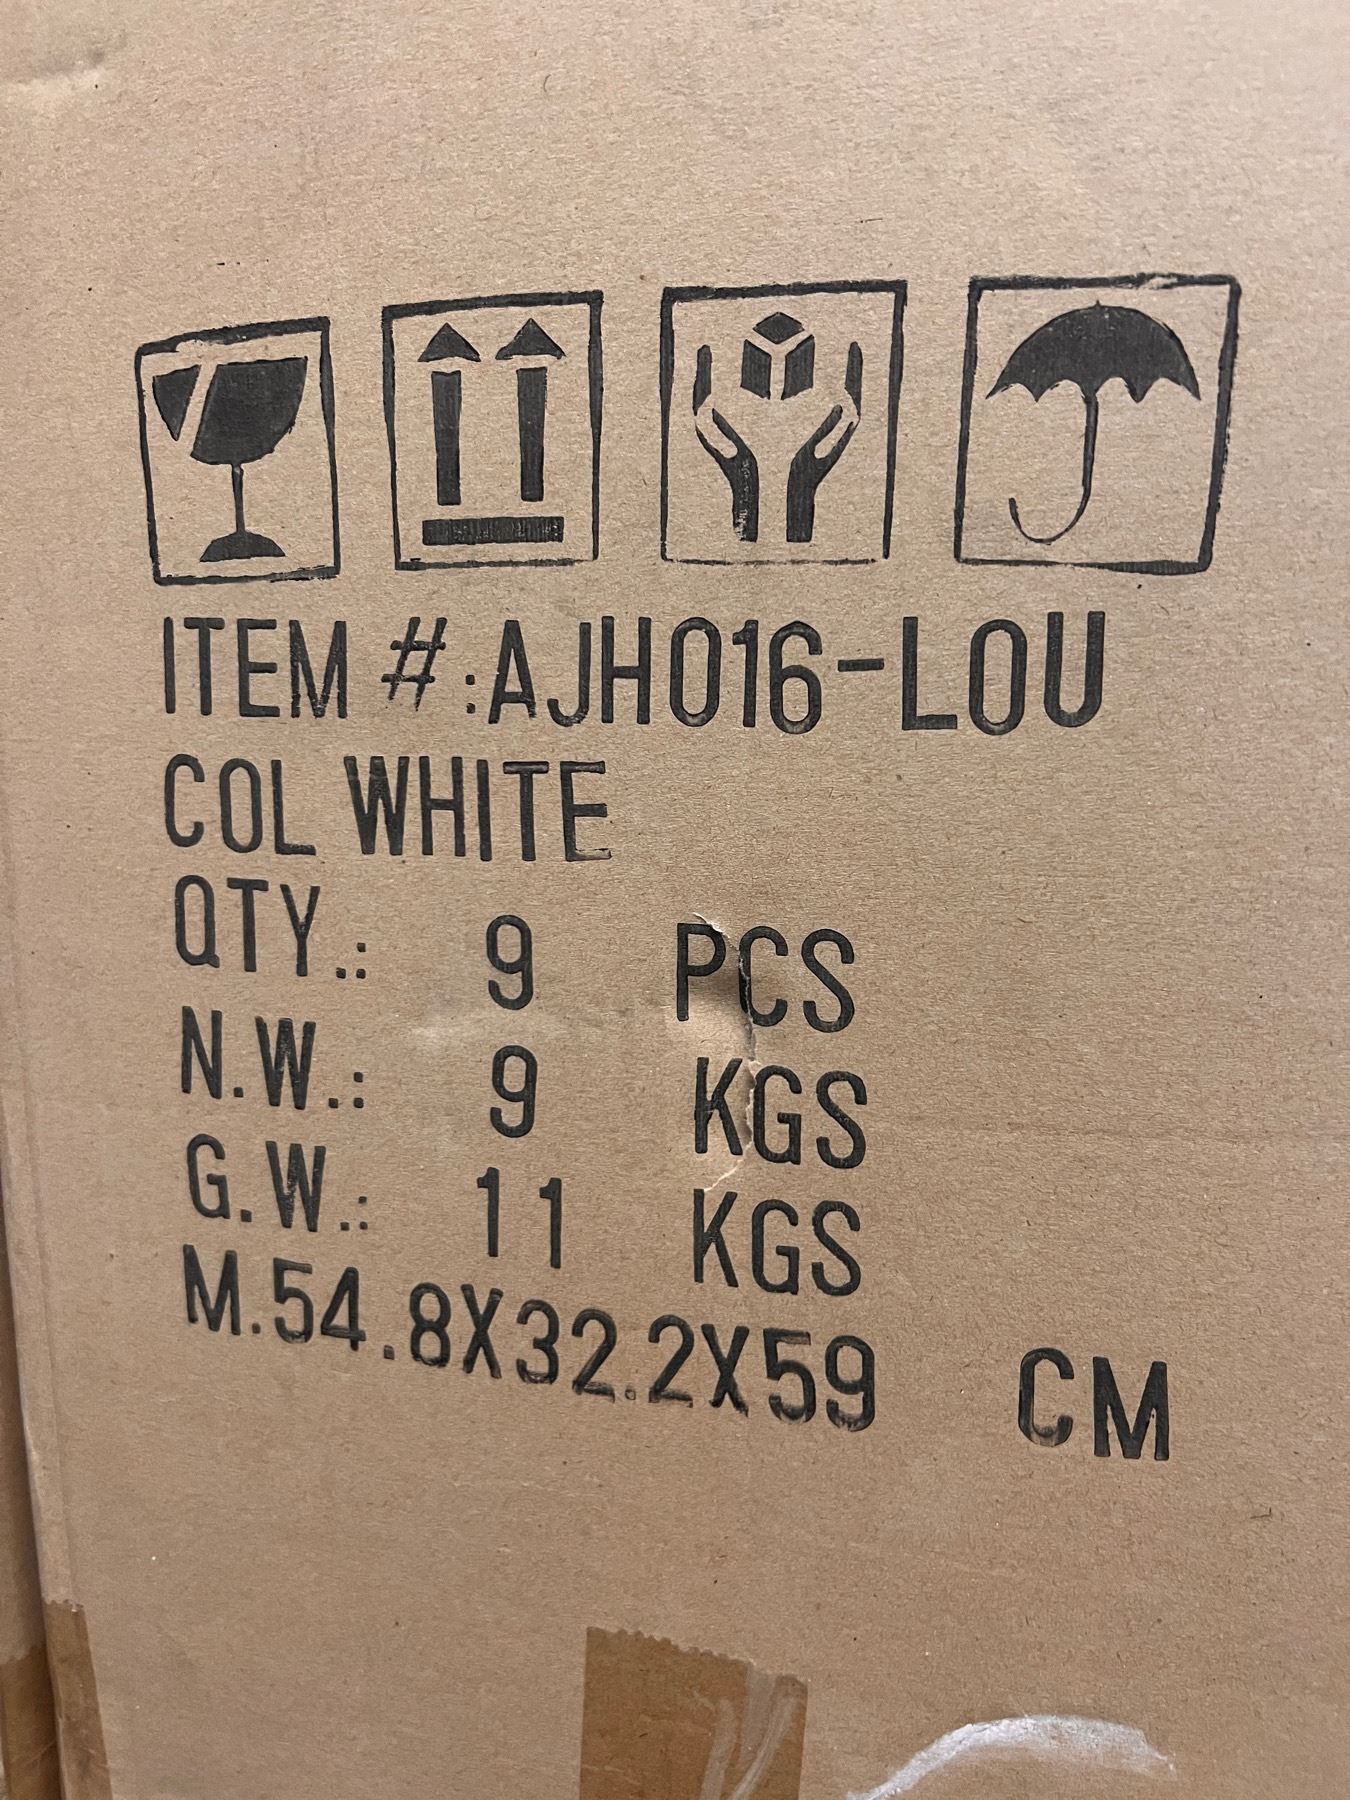 ITEM #:AJH016-LOU
COL WHITE
QTY.: 9 PCS
N.W.: 9 KGS
G.W.: 11 KGS
M.54.8X32.2X59 CM